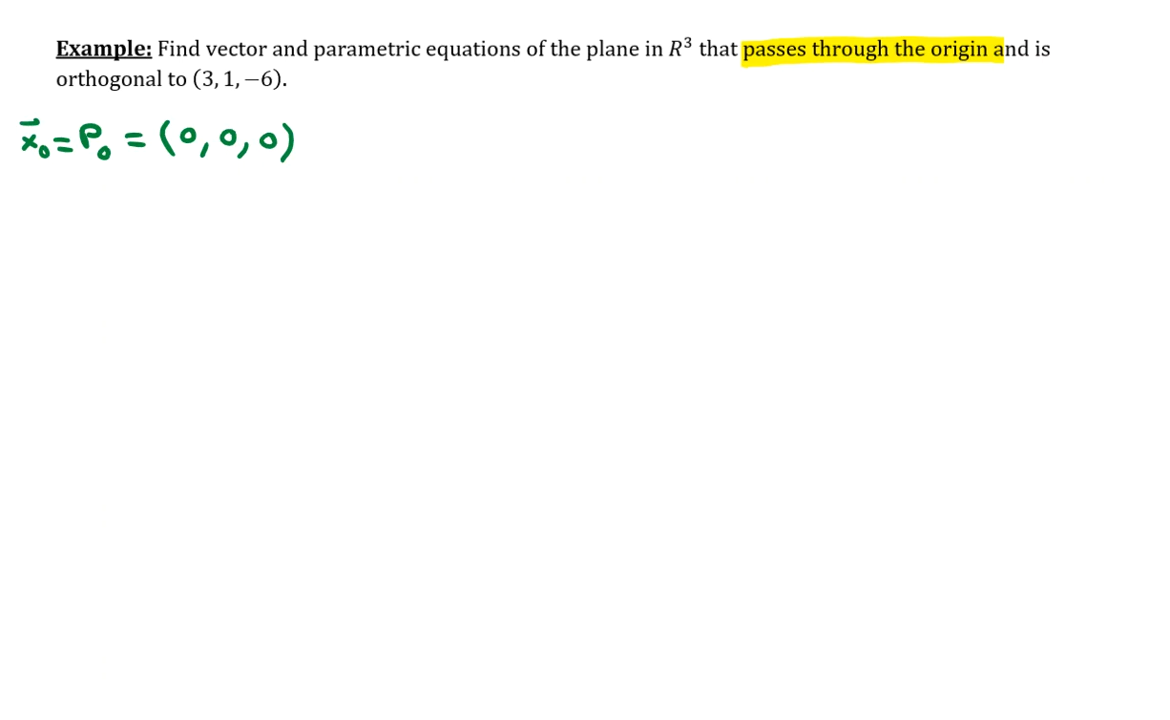 Example: Find vector and parametric equations of the plane in R³ that passes through the origin and is
orthogonal to (3, 1, −6).
x⃗₀ = P₀ = (0, 0, 0)